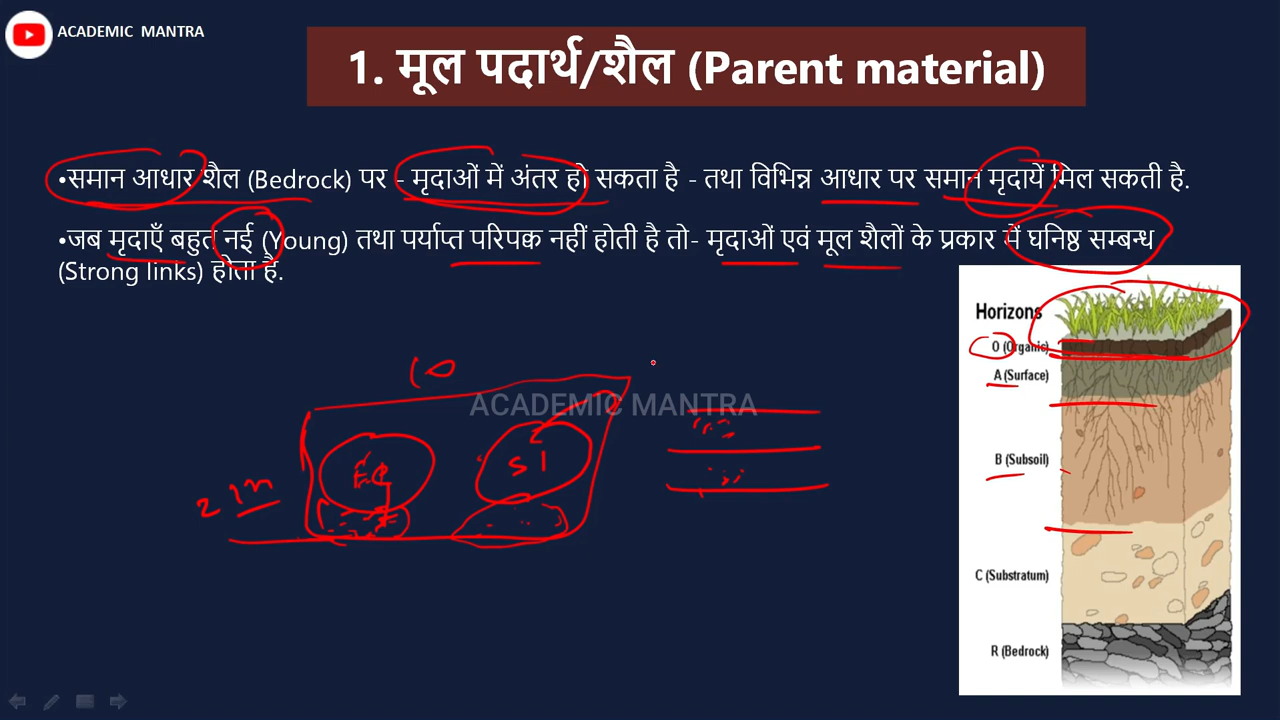 ACADEMIC MANTRA
1. मूल पदार्थ/शैल (Parent material)
•समान आधार शैल (Bedrock) पर - मृदाओं में अंतर हो सकता है - तथा विभिन्न आधार पर समान मृदायें मिल सकती है.
•जब मृदाएँ बहुत नई (Young) तथा पर्याप्त परिपक्व नहीं होती है तो- मृदाओं एवं मूल शैलों के प्रकार में घनिष्ठ सम्बन्ध
(Strong links) होता है.
Horizons
O (Organic)
A (Surface)
B (Subsoil)
C (Substratum)
R (Bedrock)
10
ACADEMIC MANTRA
S1